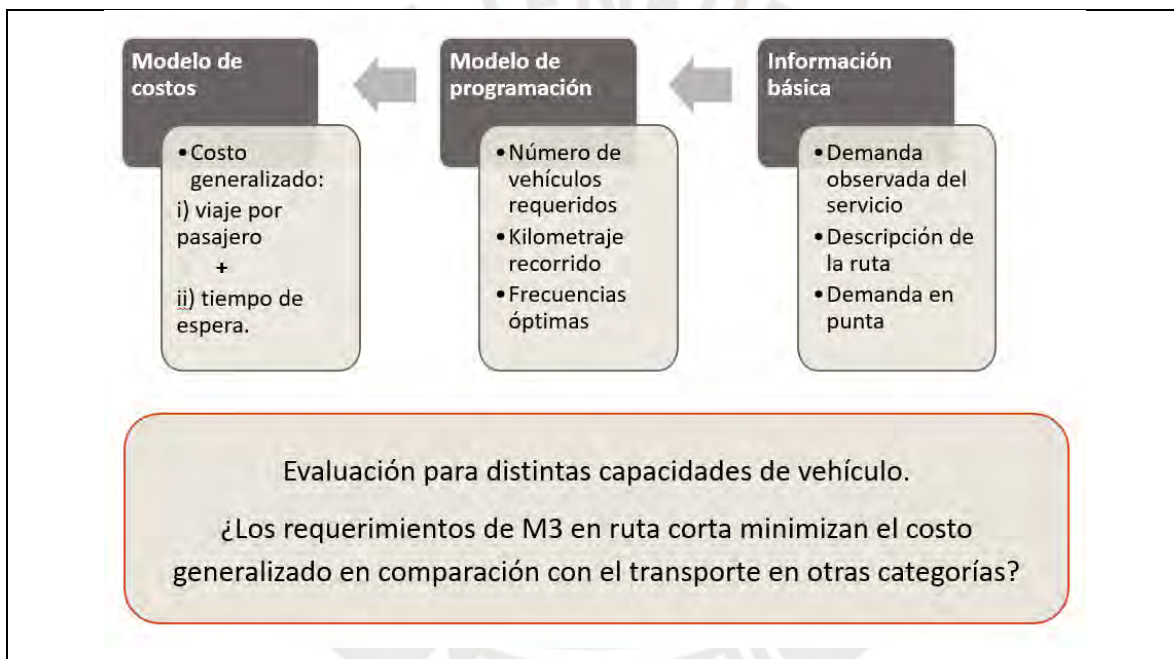 Modelo de
costos
• Costo
generalizado:
i) viaje por
pasajero
+
ii) tiempo de
espera.
Modelo de
programación
• Número de
vehículos
requeridos
• Kilometraje
recorrido
• Frecuencias
óptimas
Información
básica
• Demanda
observada del
servicio
• Descripción de
la ruta
• Demanda en
punta
Evaluación para distintas capacidades de vehículo.
¿Los requerimientos de M3 en ruta corta minimizan el costo
generalizado en comparación con el transporte en otras categorías?